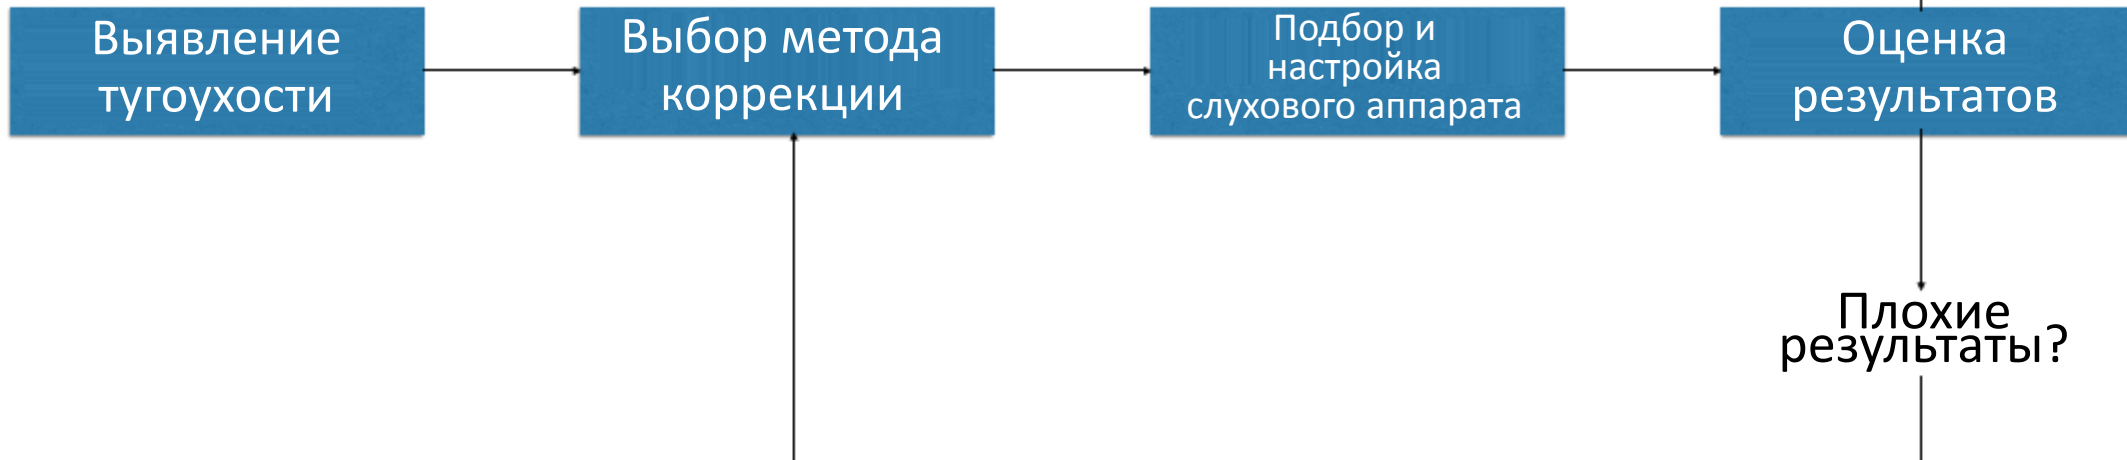 Выявление
тугоухости
Выбор метода
коррекции
Подбор и
настройка
слухового аппарата
Оценка
результатов
Плохие
результаты?